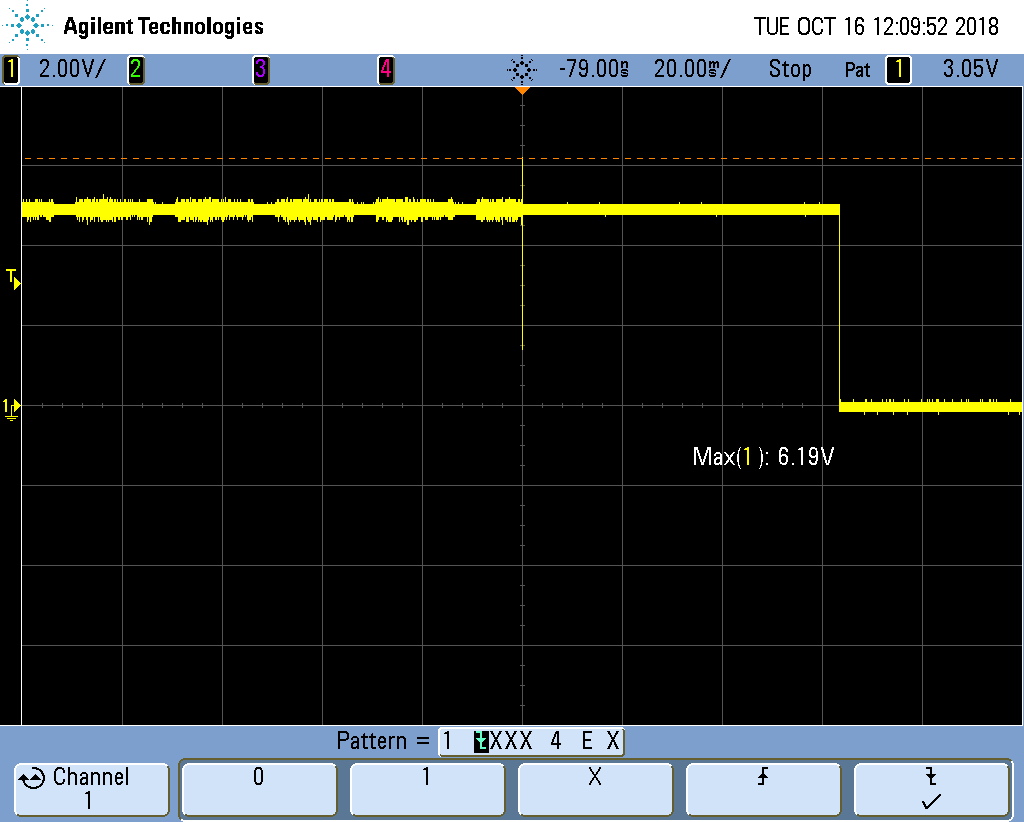 Agilent Technologies TUE OCT 16 12:09:52 2018
1 2.00V/ 2 3 4 -79.00ns 20.00ms/ Stop Pat 1 3.05V
T
1
Max(1): 6.19V
Pattern = 1 XXX 4 E X
Channel 0 1 X
1